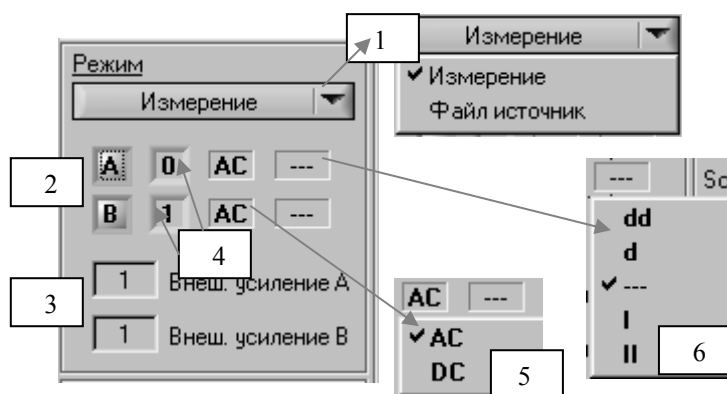 Режим
Измерение
A 0 AC ---
B 1 AC ---
1 Внеш. усиление A
1 Внеш. усиление B
1
2
3
4
Измерение
Измерение
Файл источник
AC ---
AC
DC
5
--- Sc
dd
d
---
I
II
6